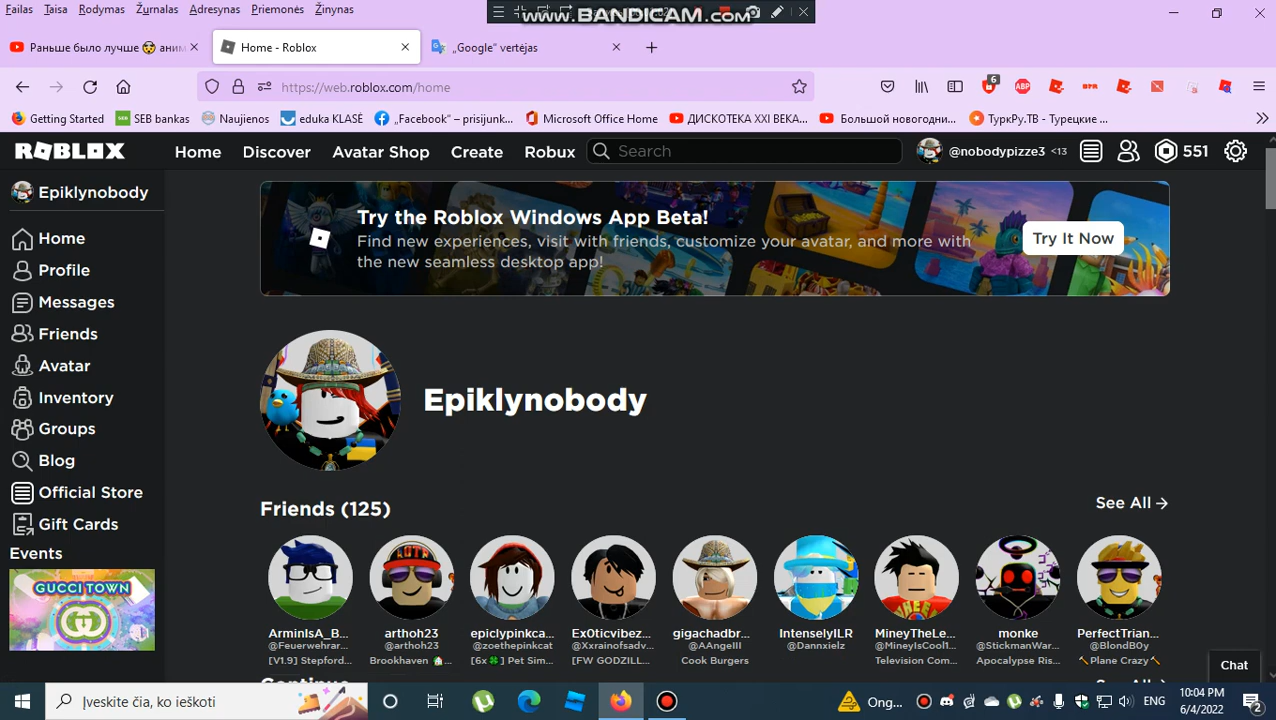 Failas Taisa Rodymas Žurnalas Adresynas Priemonės Žinynas
www.BANDICAM.com
Раньше было лучше 🤯 аним
Home - Roblox
„Google“ vertėjas
https://web.roblox.com/home
6
ABP
Getting Started
SEB bankas
Naujienos
eduka KLASĖ
„Facebook“ – prisijunk...
Microsoft Office Home
ДИСКОТЕКА XXI ВЕКА...
Большой новогодни...
ТуркРу.ТВ - Турецкие ...
ROBLOX
Home
Discover
Avatar Shop
Create
Robux
Search
@nobodypizze3 <13
551
Epiklynobody
Home
Profile
Messages
Friends
Avatar
Inventory
Groups
Blog
Official Store
Gift Cards
Events
GUCCI TOWN
Try the Roblox Windows App Beta!
Find new experiences, visit with friends, customize your avatar, and more with
the new seamless desktop app!
Try It Now
Epiklynobody
Friends (125)
See All →
ArminIsA_B...
@Feuerwehrar...
[V1.9] Stepford...
arthoh23
@arthoh23
Brookhaven 🏠...
epiclypinkca...
@zoethepinkcat
[6x 🍀] Pet Sim...
Ex0ticvibez...
@Xxrainofsadv...
[FW GODZILL...
gigachadbr...
@AAngelII
Cook Burgers
IntenselyILR
@Dannxielz
MineyTheLe...
@MineyIsCool1...
Television Com...
monke
@StickmanWar...
Apocalypse Ris...
PerfectTrian...
@BlondB0y
🔨Plane Crazy🔨
Chat
Įveskite čia, ko ieškoti
Ong...
ENG
10:04 PM
6/4/2022
2